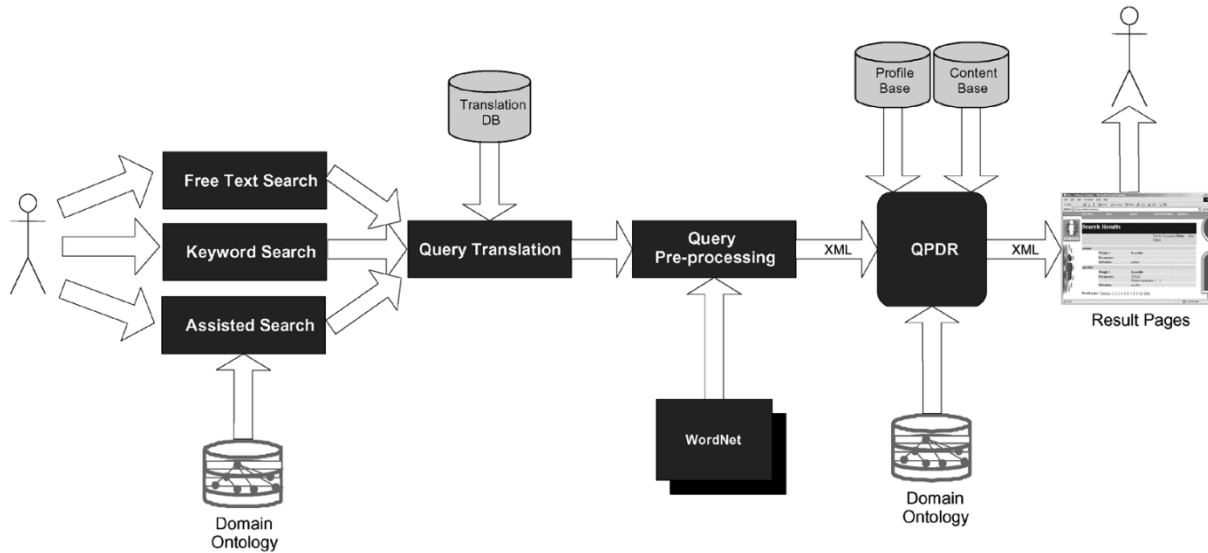 Translation
DB
Profile
Base
Content
Base
Free Text Search
Keyword Search
Assisted Search
Query Translation
Query
Pre-processing
XML
QPDR
XML
Search Results
Result Pages
WordNet
Domain
Ontology
Domain
Ontology